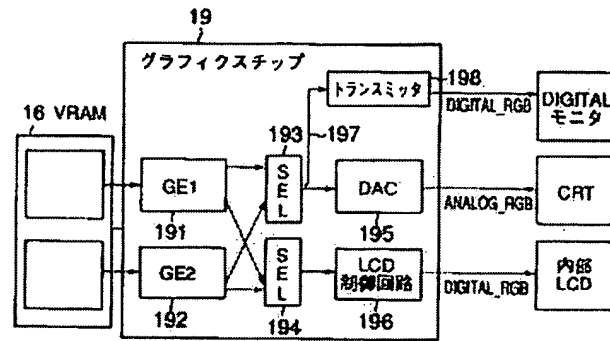 19
グラフィクスチップ
16 VRAM
GE1
191
GE2
192
193
SEL
SEL
194
197
トランスミッタ
198
DAC
195
LCD
制御回路
196
DIGITAL_RGB
ANALOG_RGB
DIGITAL_RGB
DIGITAL
モニタ
CRT
内部
LCD